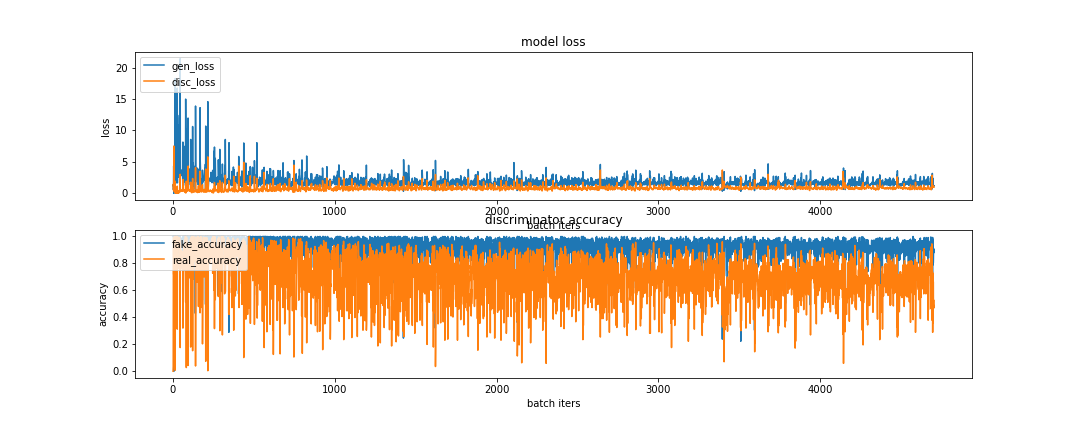 model loss
gen_loss
disc_loss
20
15
10
5
0
loss
0
1000
2000
3000
4000
batch iters
discriminator accuracy
fake_accuracy
real_accuracy
1.0
0.8
0.6
0.4
0.2
0.0
accuracy
0
1000
2000
3000
4000
batch iters